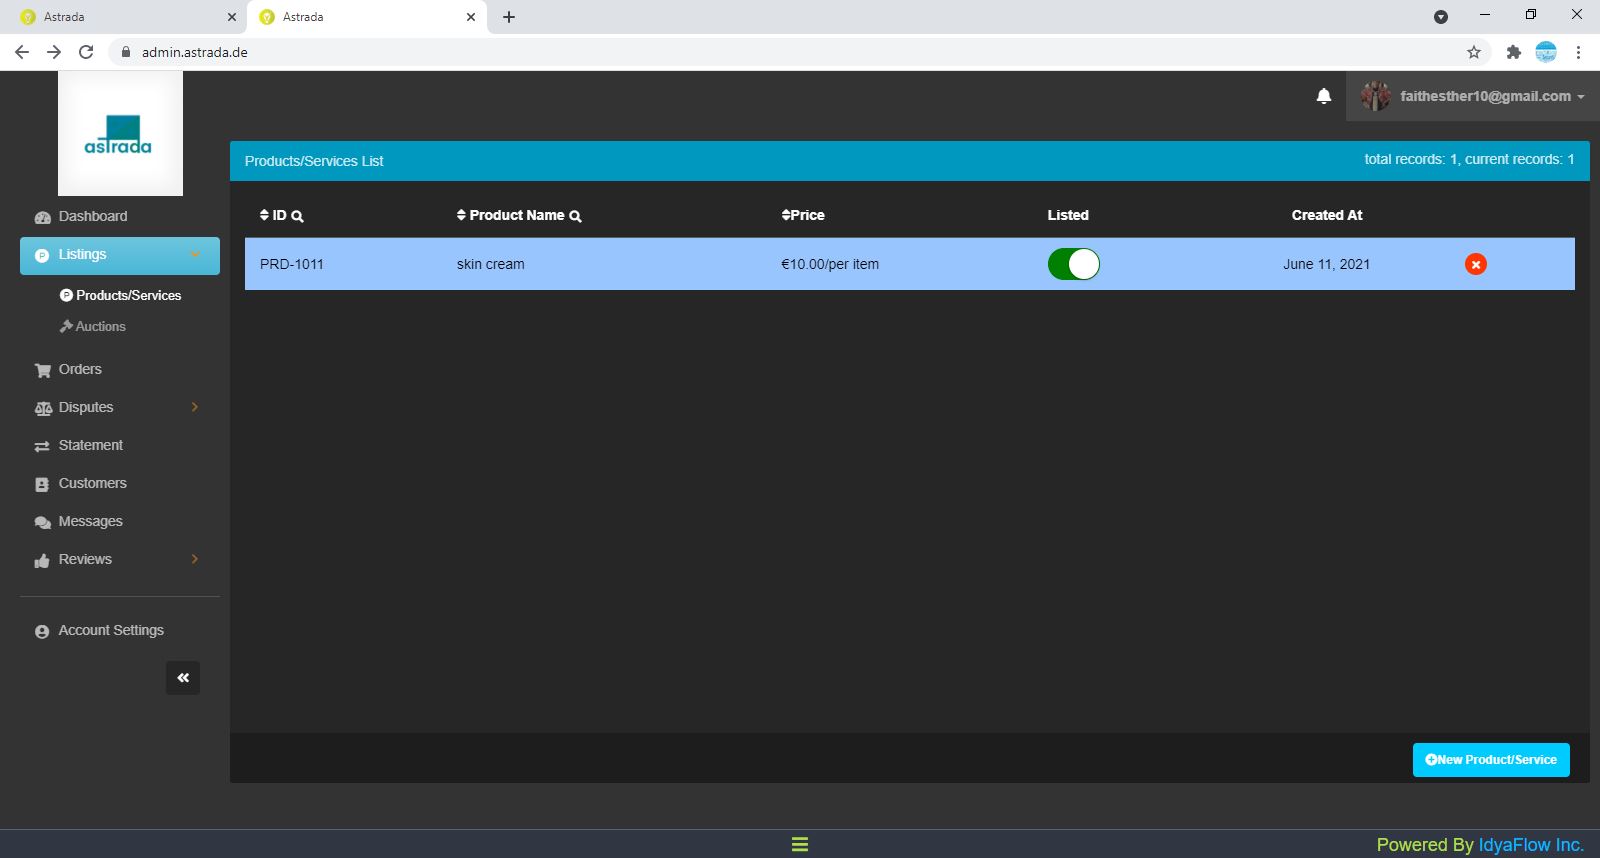 Astrada
Astrada
admin.astrada.de
astrada
faithesther10@gmail.com
Products/Services List
total records: 1, current records: 1
Dashboard
Listings
Products/Services
Auctions
Orders
Disputes
Statement
Customers
Messages
Reviews
Account Settings
ID Product Name Price Listed Created At
PRD-1011 skin cream €10.00/per item June 11, 2021
New Product/Service
Powered By IdyaFlow Inc.